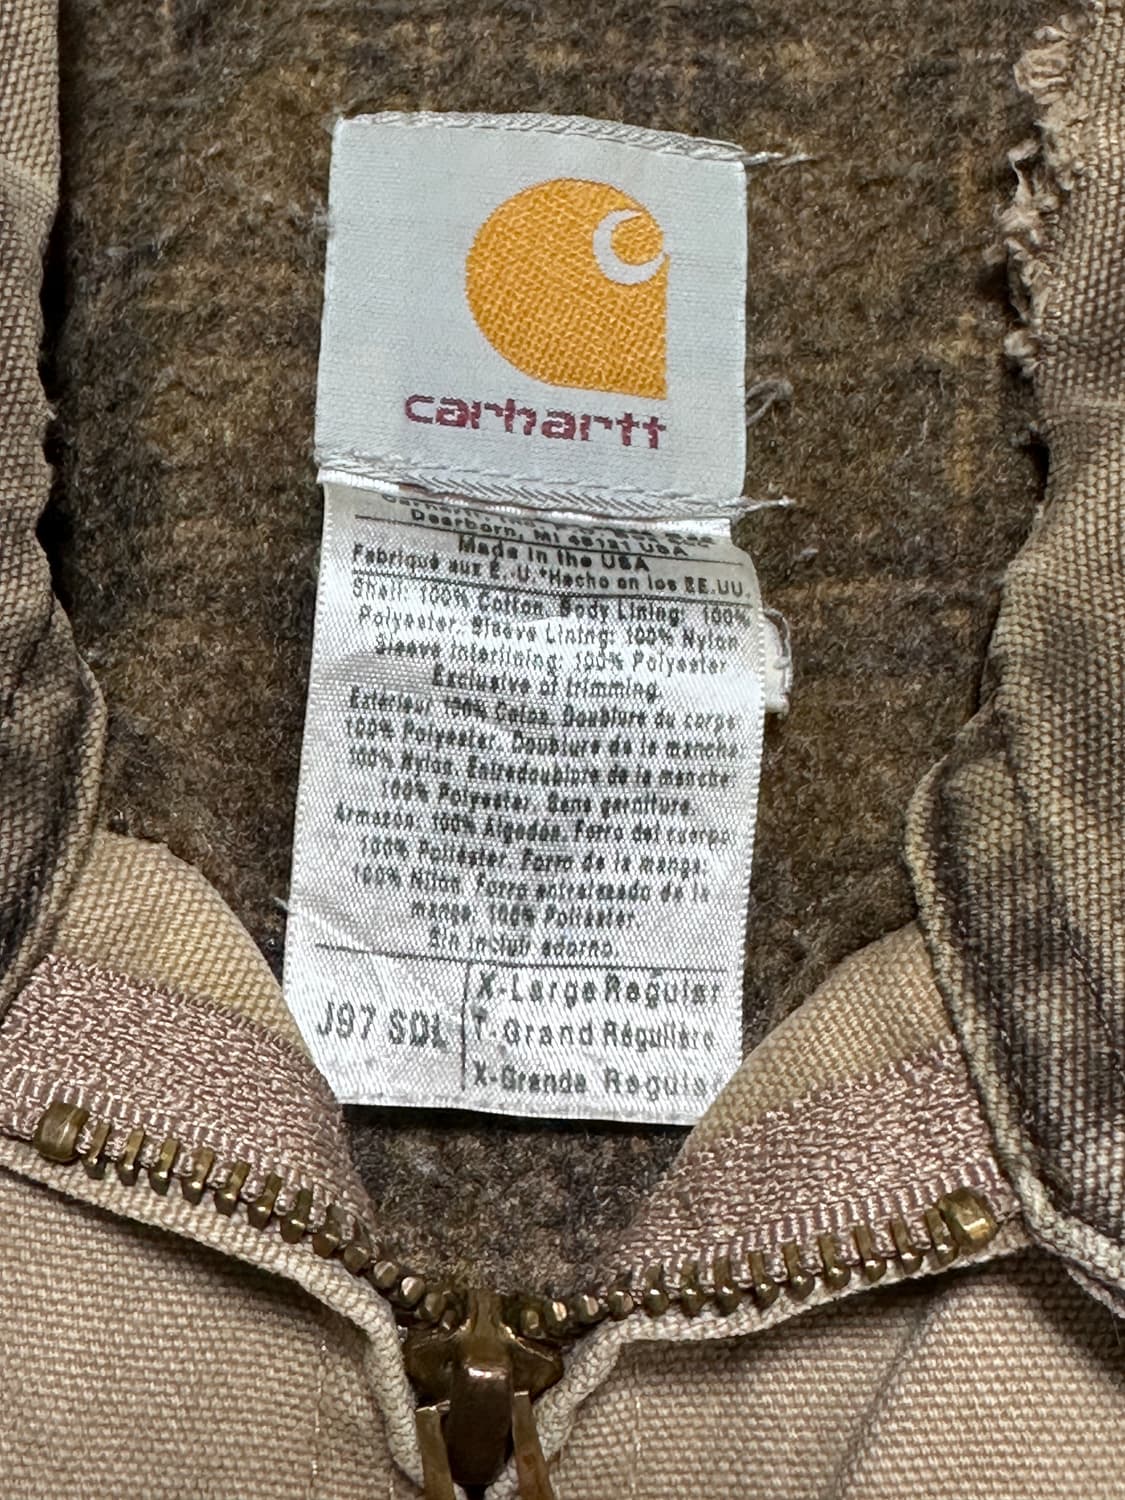 carhartt
Dearborn, MI 48121 USA
Made in the USA
Fabriqué aux É.-U.*Hecho en los EE.UU.
Shell: 100% Cotton. Body Lining: 100%
Polyester. Sleeve Lining: 100% Nylon
Sleeve Interlining: 100% Polyester
Exclusive of trimming.
Extérieur 100% Coton. Doublure du corps:
100% Polyester. Doublure de la manche:
100% Nylon. Entredoublure de la manche:
100% Polyester. Sans garniture.
Armazón: 100% Algodón. Forro del cuerpo:
100% Poliéster. Forro de la manga:
100% Nilon. Forro entrelazado de la
manga: 100% Poliéster.
Sin incluir adorno.
J97 SDL
X-Large Regular
T-Grand Régulière
X-Grande Regular